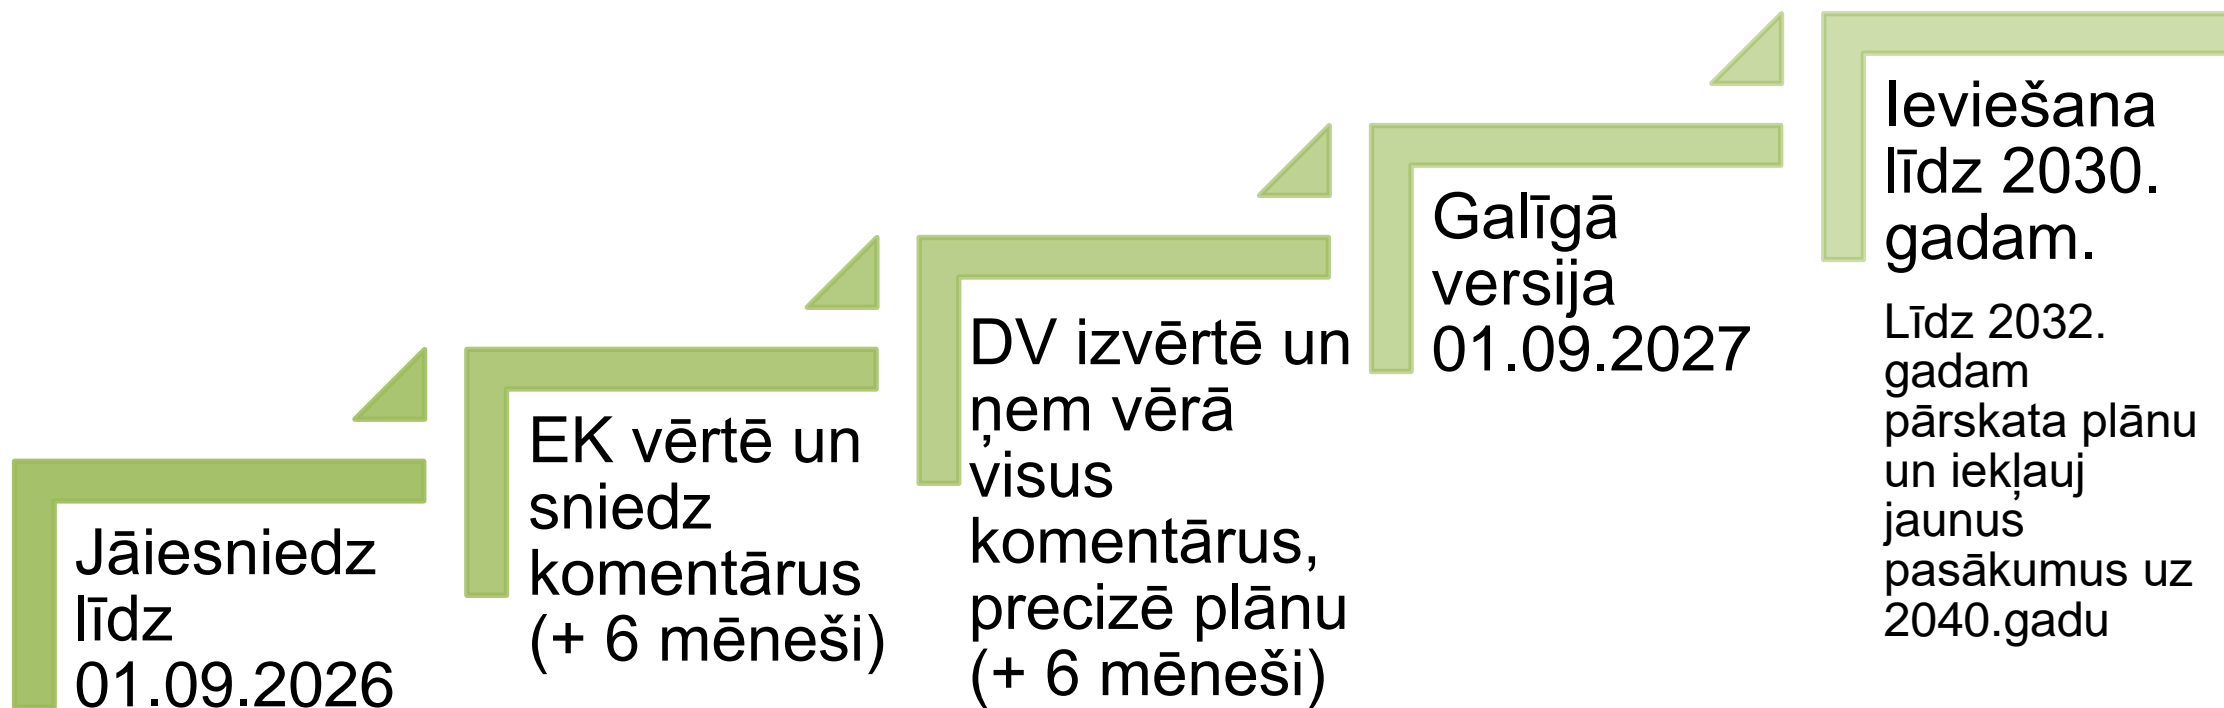 Jāiesniedz
līdz
01.09.2026
EK vērtē un
sniedz
komentārus
(+ 6 mēneši)
DV izvērtē un
ņem vērā
visus
komentārus,
precizē plānu
(+ 6 mēneši)
Galīgā
versija
01.09.2027
Ieviešana
līdz 2030.
gadam.
Līdz 2032.
gadam
pārskata plānu
un iekļauj
jaunus
pasākumus uz
2040.gadu